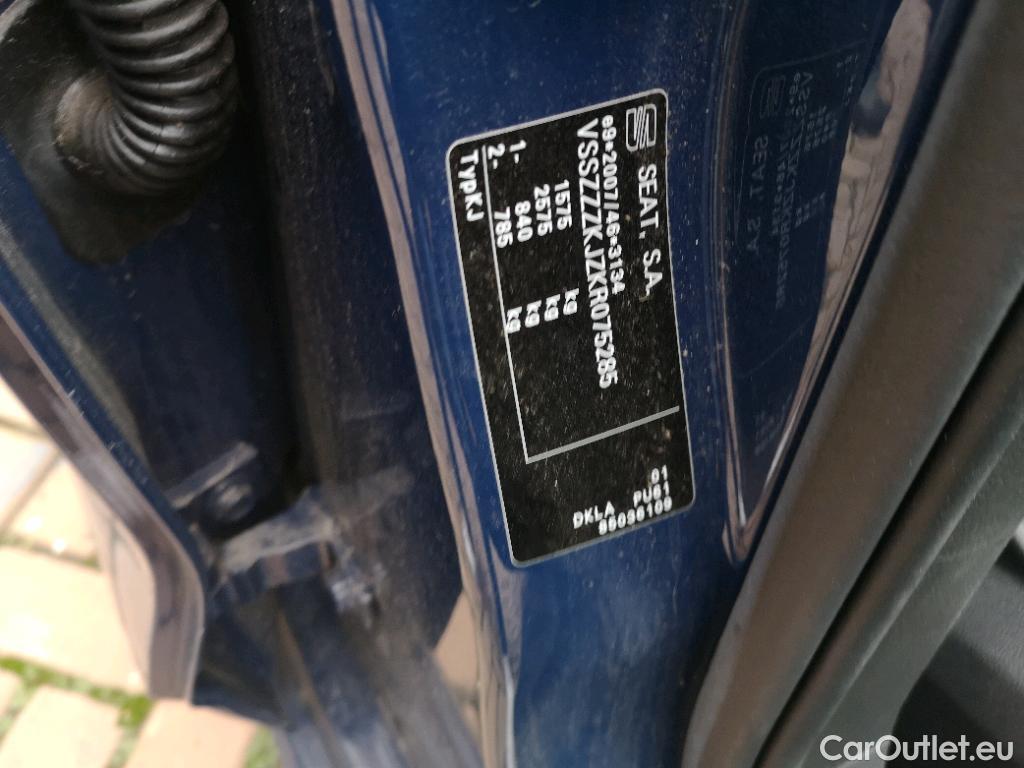 SEAT, S.A.
e9*2007/46*3134
VSSZZZKJZKR075285
1575 kg
2575 kg
1- 840 kg
2- 785 kg
TypKJ
01
DKLA PU61
95096109
CarOutlet.eu